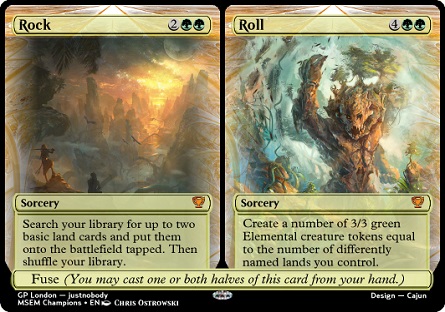 Rock 2
Sorcery
Search your library for up to two
basic land cards and put them
onto the battlefield tapped. Then
shuffle your library.
Roll 4
Sorcery
Create a number of 3/3 green
Elemental creature tokens equal
to the number of differently
named lands you control.
Fuse (You may cast one or both halves of this card from your hand.)
GP London — justnobody
MSEM Champions • EN Chris Ostrowski
Design — Cajun